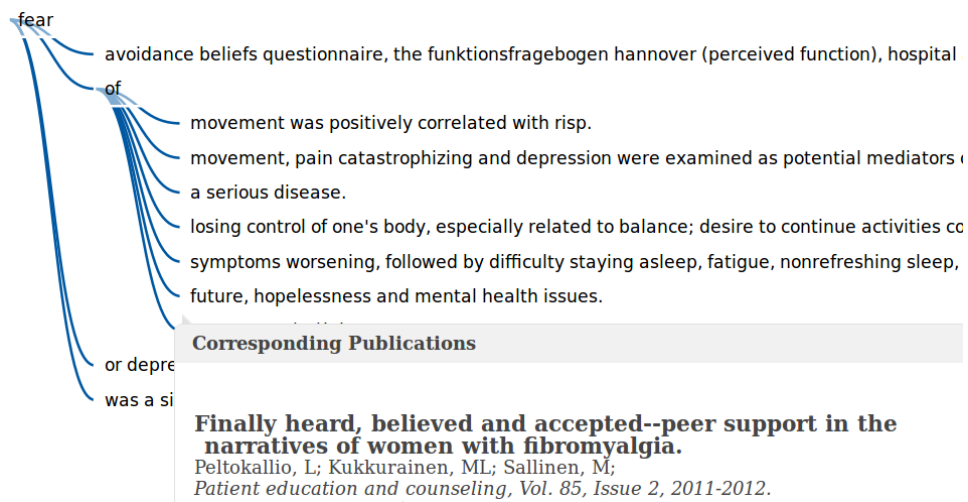 fear
avoidance beliefs questionnaire, the funktionsfragebogen hannover (perceived function), hospital
of
movement was positively correlated with risp.
movement, pain catastrophizing and depression were examined as potential mediators
a serious disease.
losing control of one's body, especially related to balance; desire to continue activities co
symptoms worsening, followed by difficulty staying asleep, fatigue, nonrefreshing sleep,
future, hopelessness and mental health issues.
or depre
was a si
Corresponding Publications
Finally heard, believed and accepted--peer support in the
narratives of women with fibromyalgia.
Peltokallio, L; Kukkurainen, ML; Sallinen, M;
Patient education and counseling, Vol. 85, Issue 2, 2011-2012.